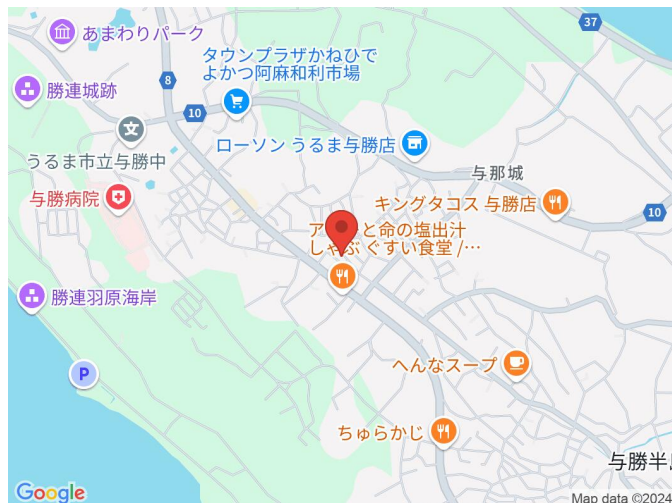 あまわりパーク
37
タウンプラザかねひで
よかつ阿麻和利市場
8
勝連城跡
10
うるま市立与勝中
ローソン うるま与勝店
与那城
与勝病院
キングタコス 与勝店
10
と命の塩出汁
しゃぶ ぐすい食堂 /…
勝連羽原海岸
P
へんなスープ
ちゅらかじ
与勝半
Google
Map data ©2024